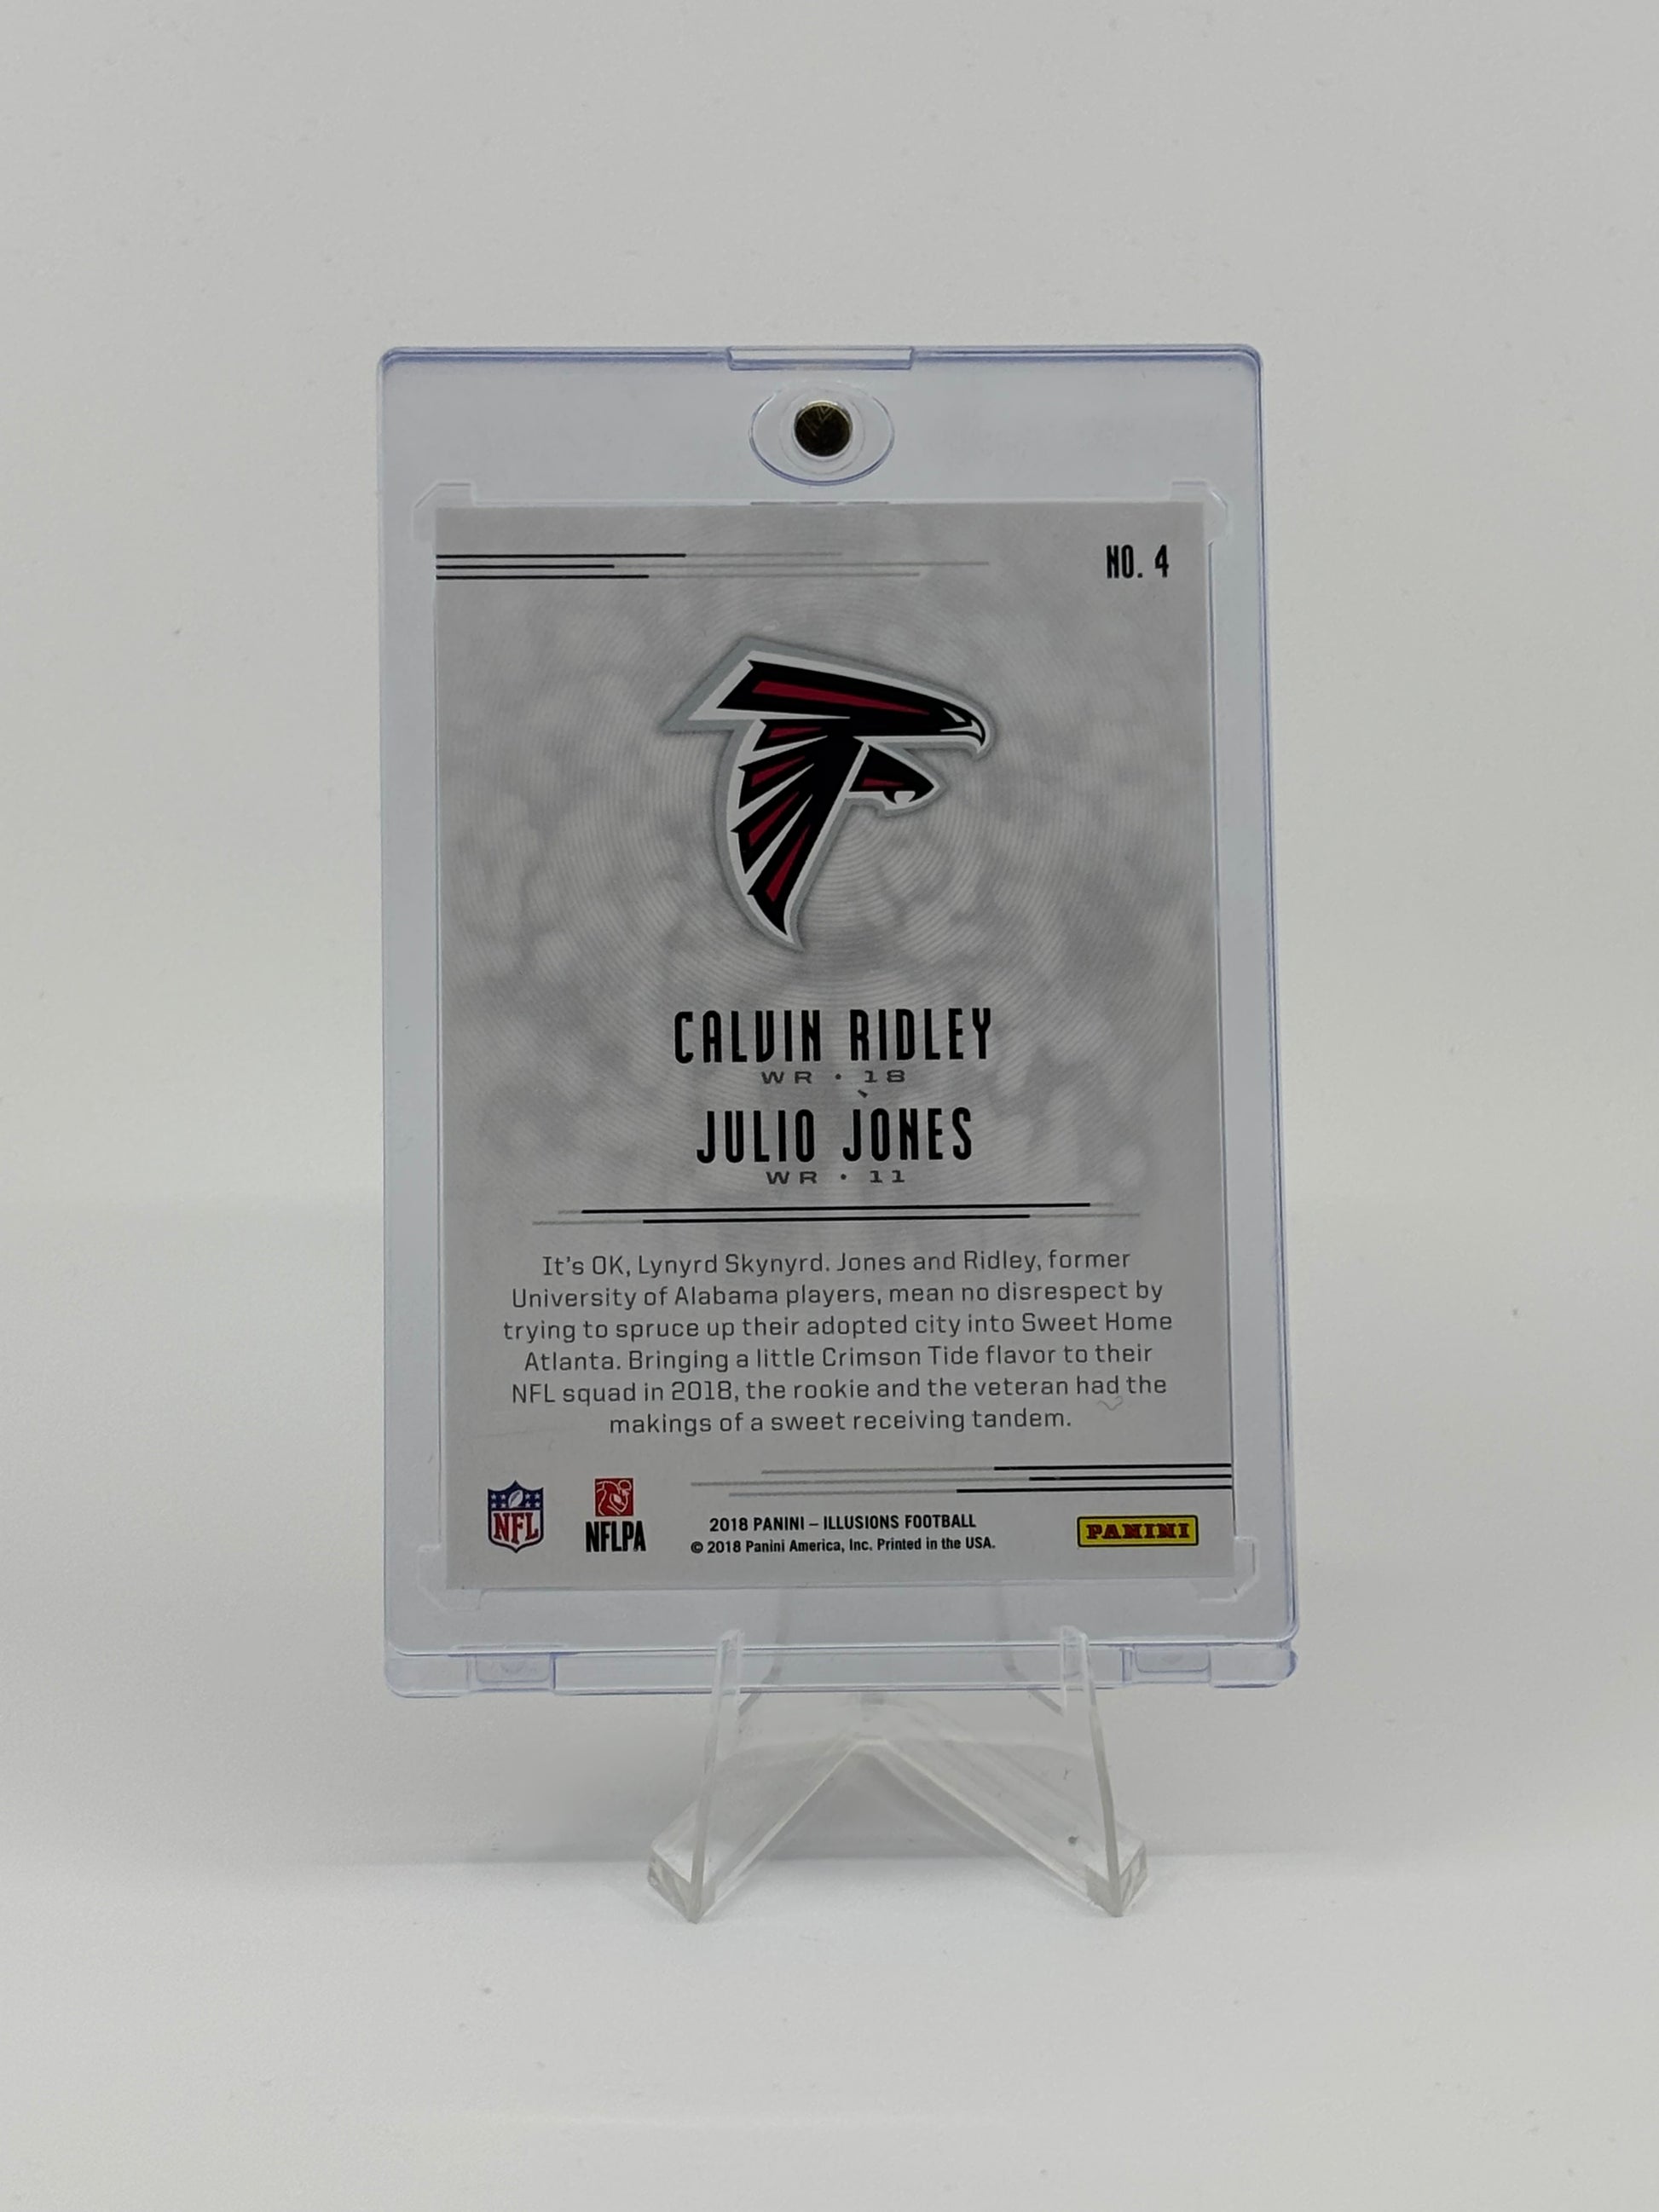 NO. 4
CALVIN RIDLEY
WR • 18
JULIO JONES
WR • 11
It's OK, Lynyrd Skynyrd. Jones and Ridley, former
University of Alabama players, mean no disrespect by
trying to spruce up their adopted city into Sweet Home
Atlanta. Bringing a little Crimson Tide flavor to their
NFL squad in 2018, the rookie and the veteran had the
makings of a sweet receiving tandem.
NFL
NFLPA
2018 PANINI – ILLUSIONS FOOTBALL
© 2018 Panini America, Inc. Printed in the USA.
PANINI